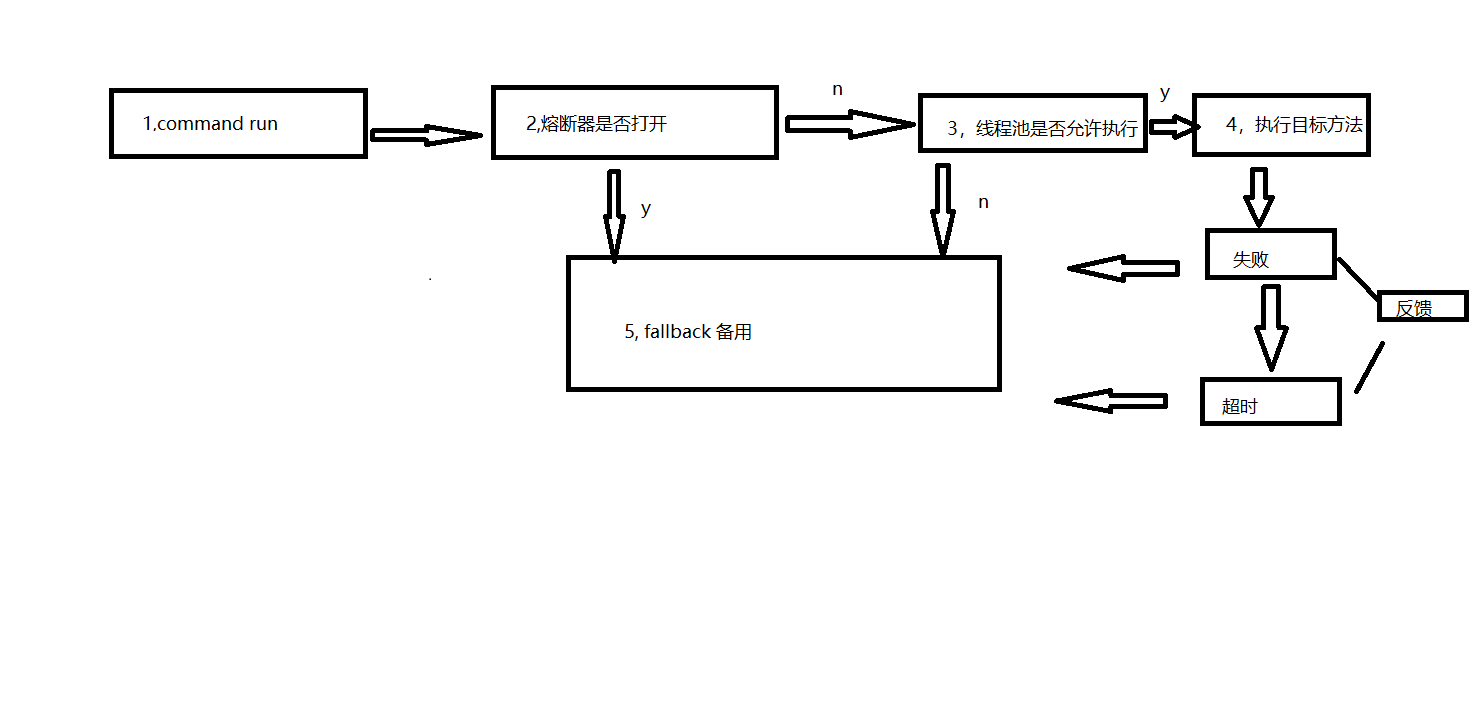 n
y
1,command run
2,熔断器是否打开
3，线程池是否允许执行
4，执行目标方法
y
n
失败
反馈
5, fallback 备用
超时